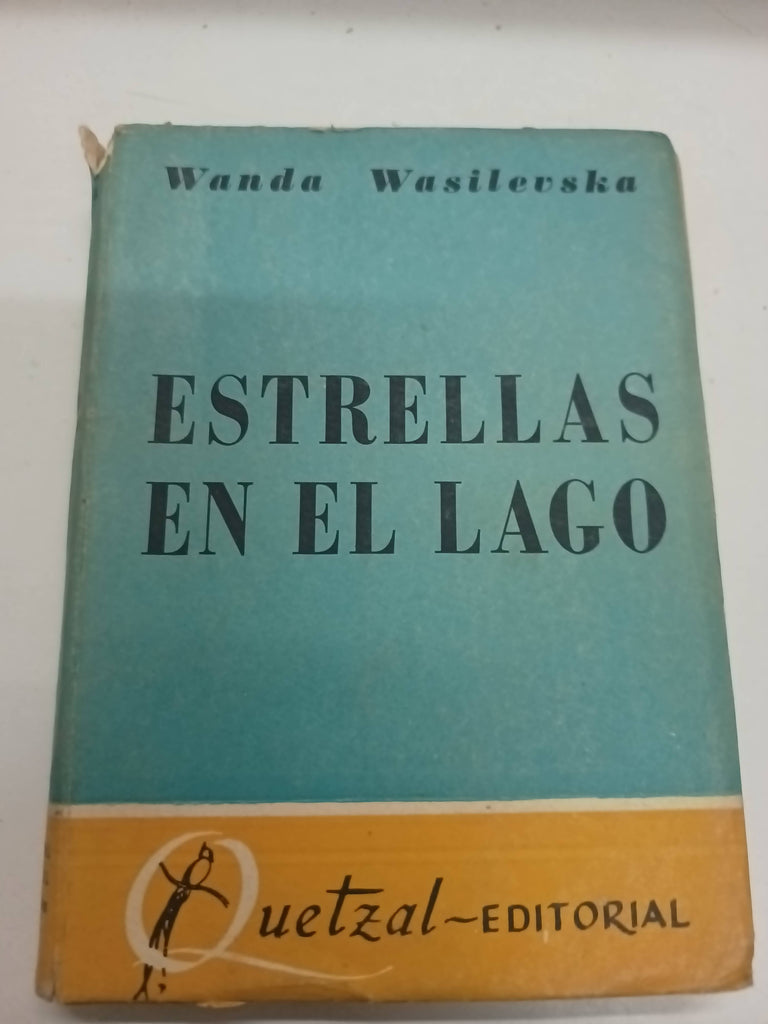 Wanda Wasilevska
ESTRELLAS
EN EL LAGO
Quetzal-EDITORIAL